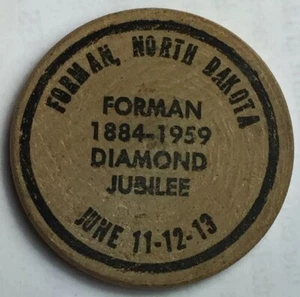 FORMAN, NORTH DAKOTA
FORMAN
1884-1959
DIAMOND
JUBILEE
JUNE 11-12-13